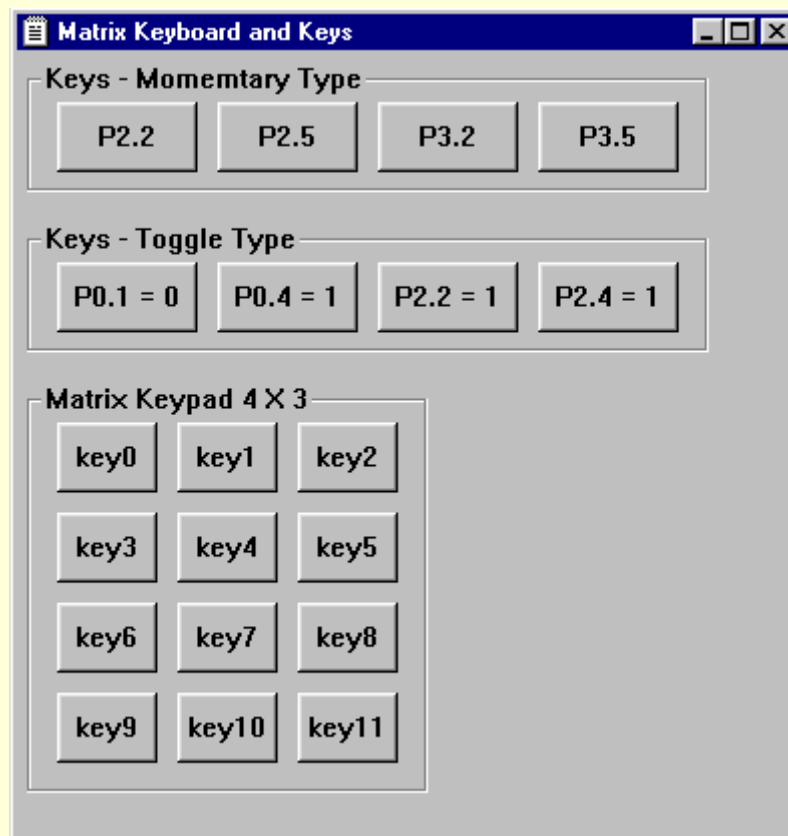 Matrix Keyboard and Keys
Keys - Momemtary Type
P2.2 P2.5 P3.2 P3.5
Keys - Toggle Type
P0.1 = 0 P0.4 = 1 P2.2 = 1 P2.4 = 1
Matrix Keypad 4 X 3
key0 key1 key2
key3 key4 key5
key6 key7 key8
key9 key10 key11